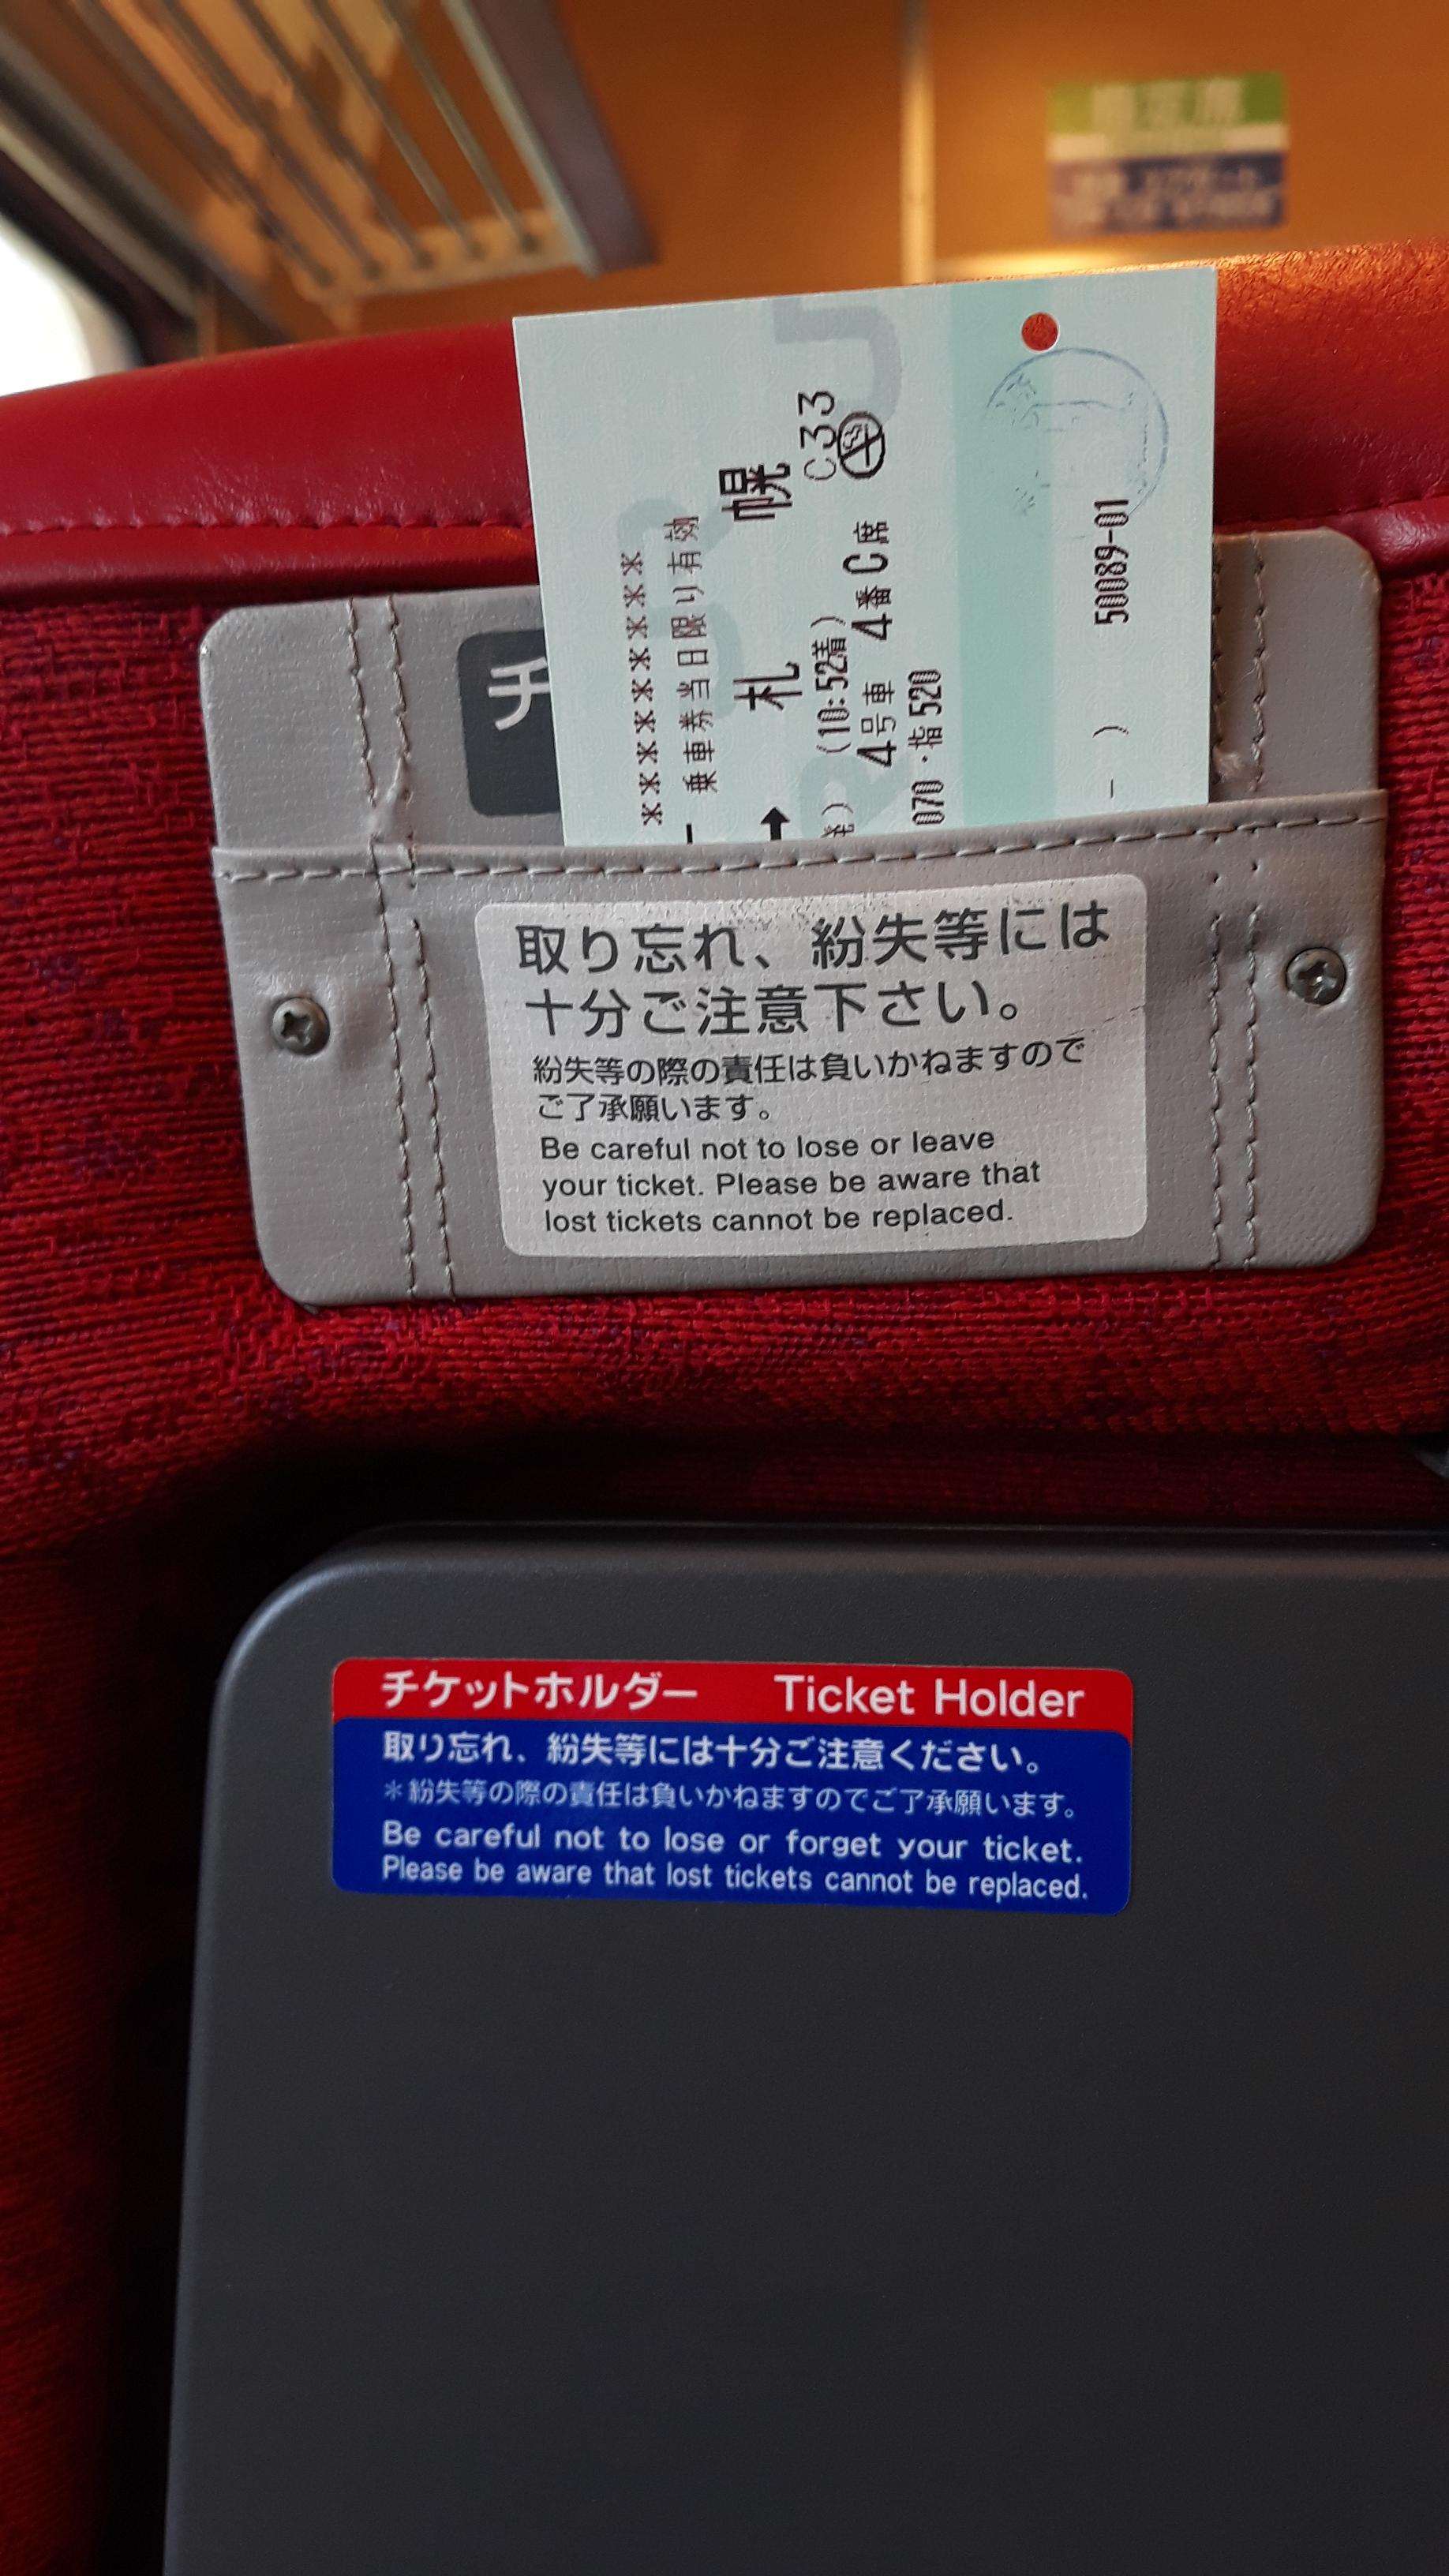 チ
*********
乗車券当日限り有効
→ 札 幌
(10:52着) C33
4号車 4番C席
070・指520
- ) 50089-01
取り忘れ、紛失等には
十分ご注意下さい。
紛失等の際の責任は負いかねますので
ご了承願います。
Be careful not to lose or leave
your ticket. Please be aware that
lost tickets cannot be replaced.
チケットホルダー Ticket Holder
取り忘れ、紛失等には十分ご注意ください。
*紛失等の際の責任は負いかねますのでご了承願います。
Be careful not to lose or forget your ticket.
Please be aware that lost tickets cannot be replaced.